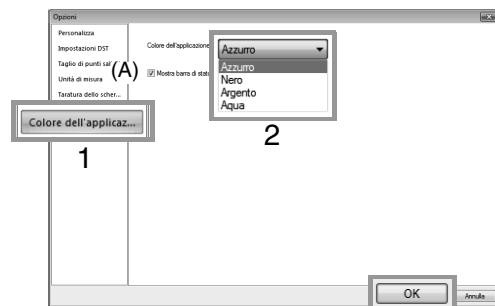 Opzioni
Personalizza
Impostazioni DST
Taglio di punti sal
Unità di misura
Taratura dello scher...
Colore dell'applicaz...
1
Colore dell'applicazione
(A)
Mostra barra di stato
Azzurro
Azzurro
Nero
Argento
Aqua
2
OK
Annulla